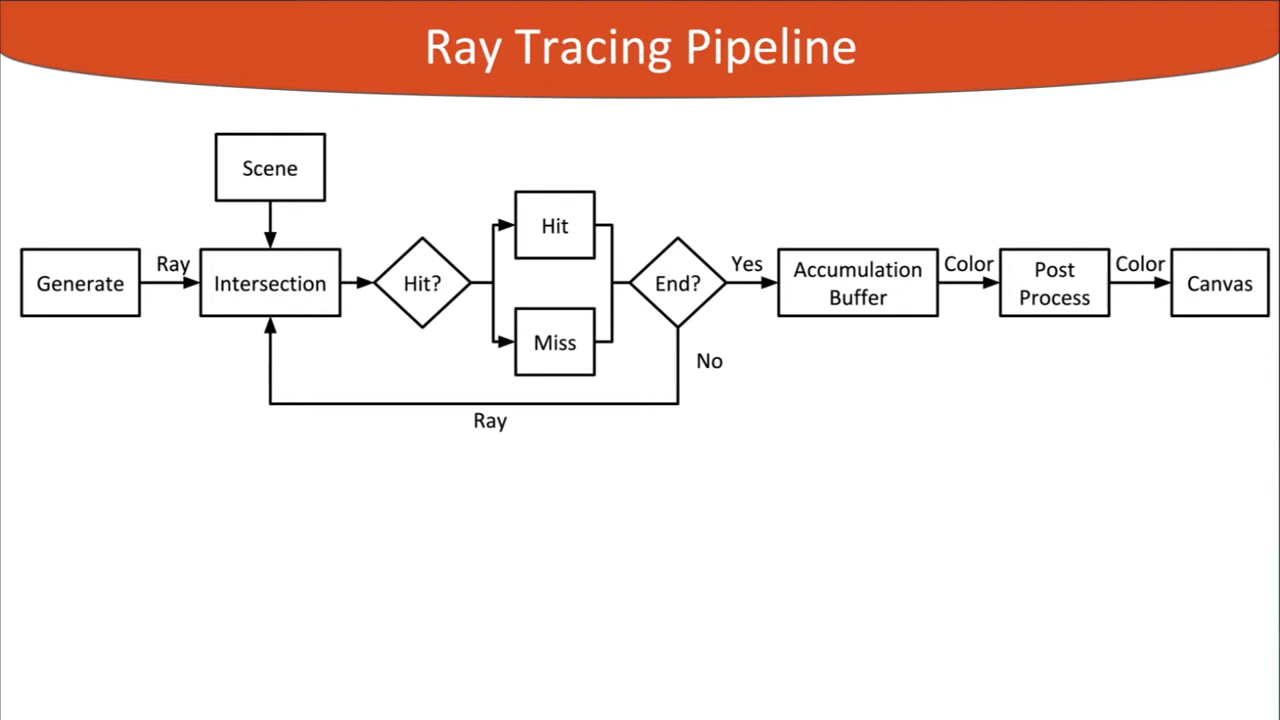 Ray Tracing Pipeline
Scene
Generate
Ray
Intersection
Hit?
Hit
Miss
End?
Yes
No
Ray
Accumulation
Buffer
Color
Post
Process
Color
Canvas